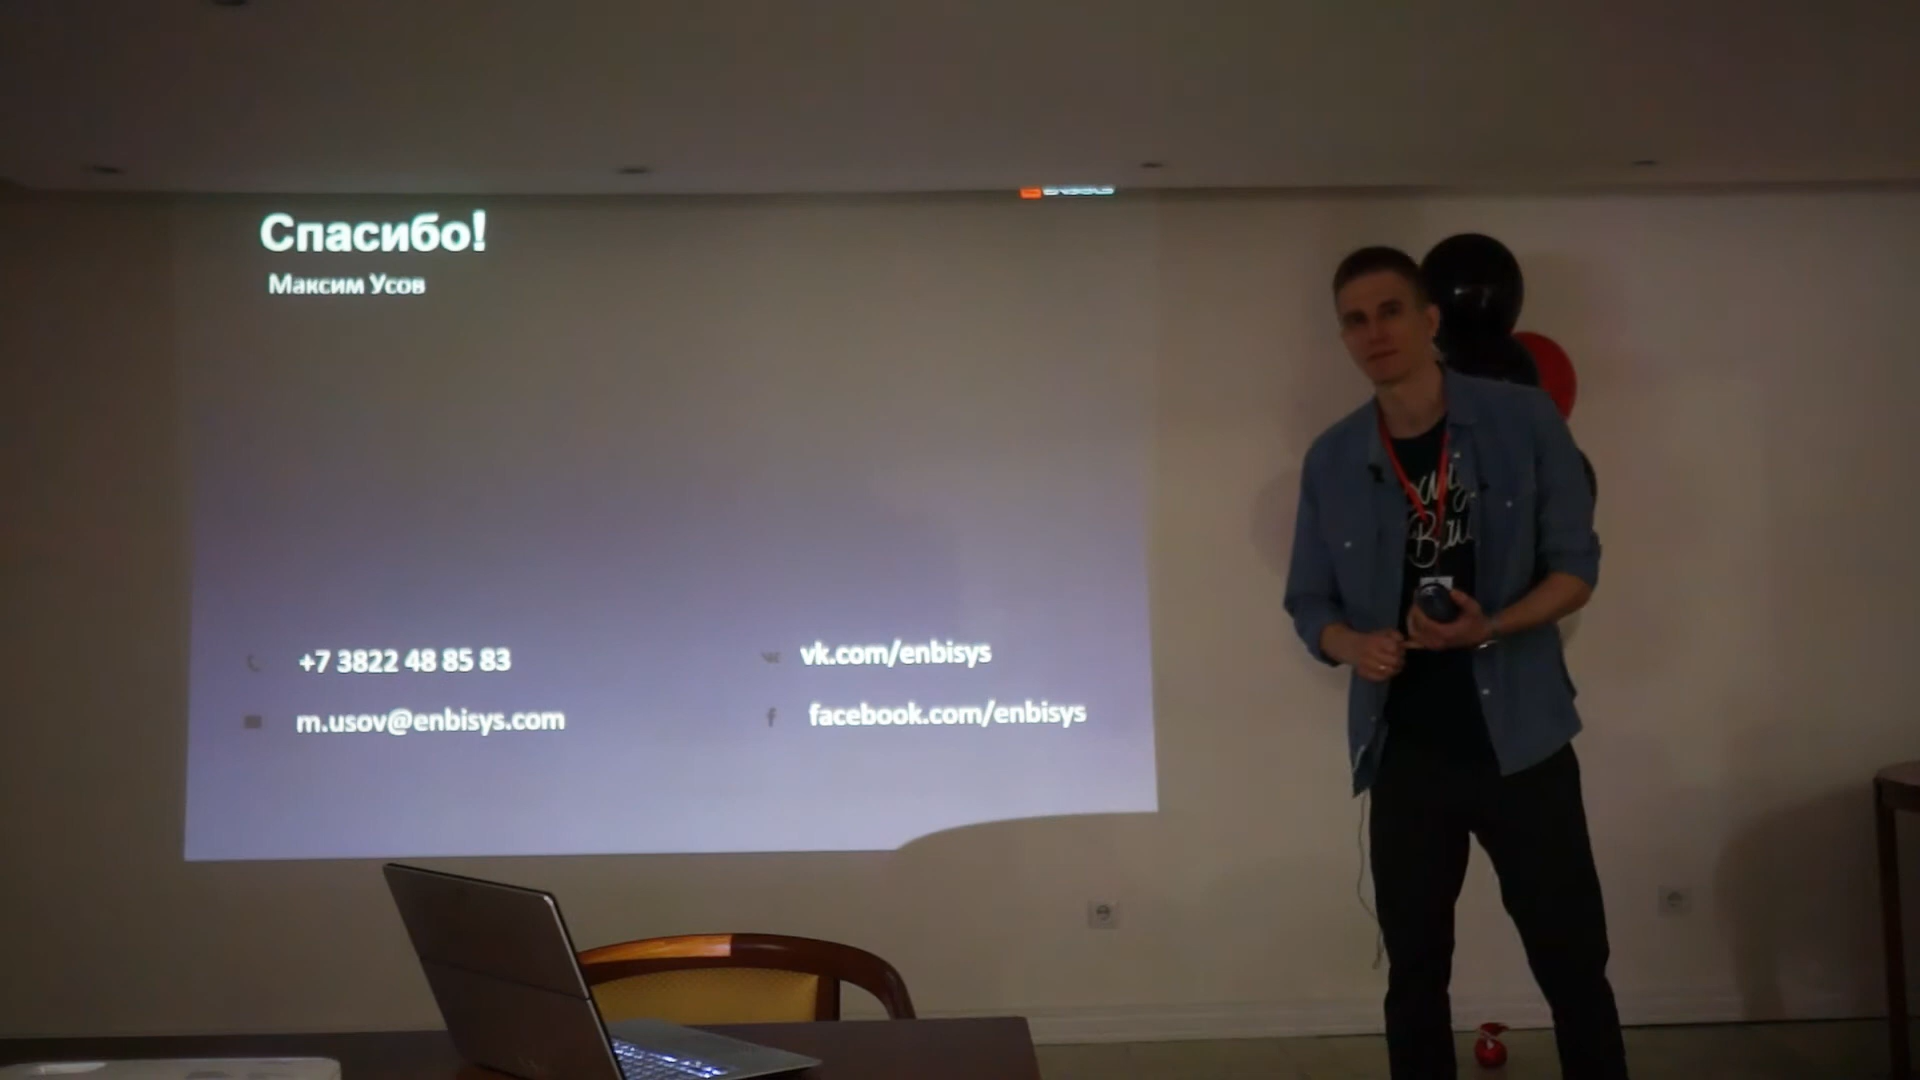 Спасибо!
Максим Усов
+7 3822 48 85 83
m.usov@enbisys.com
vk.com/enbisys
facebook.com/enbisys